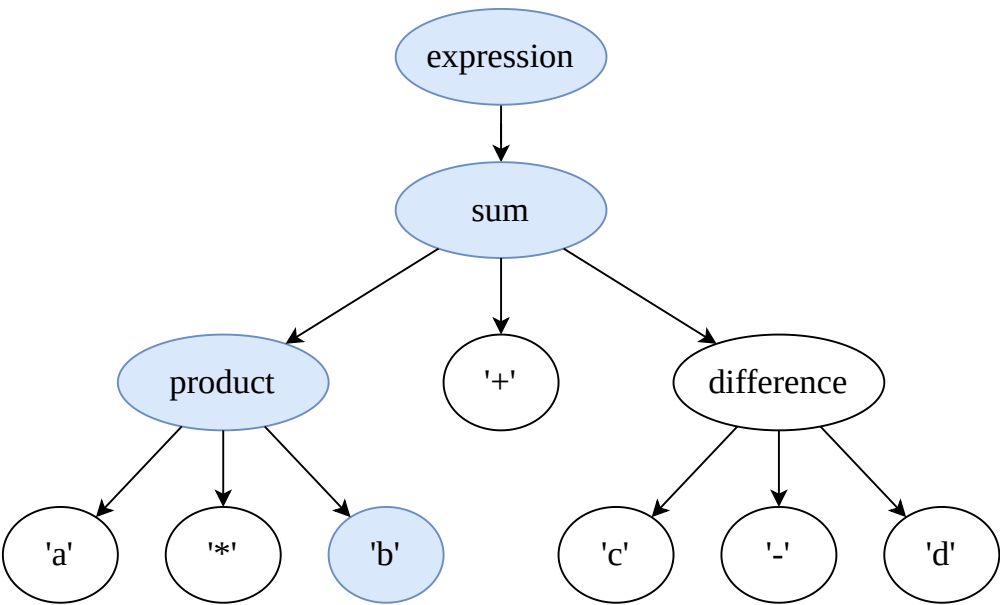 expression
sum
product
'+'
difference
'a'
'*'
'b'
'c'
'-'
'd'